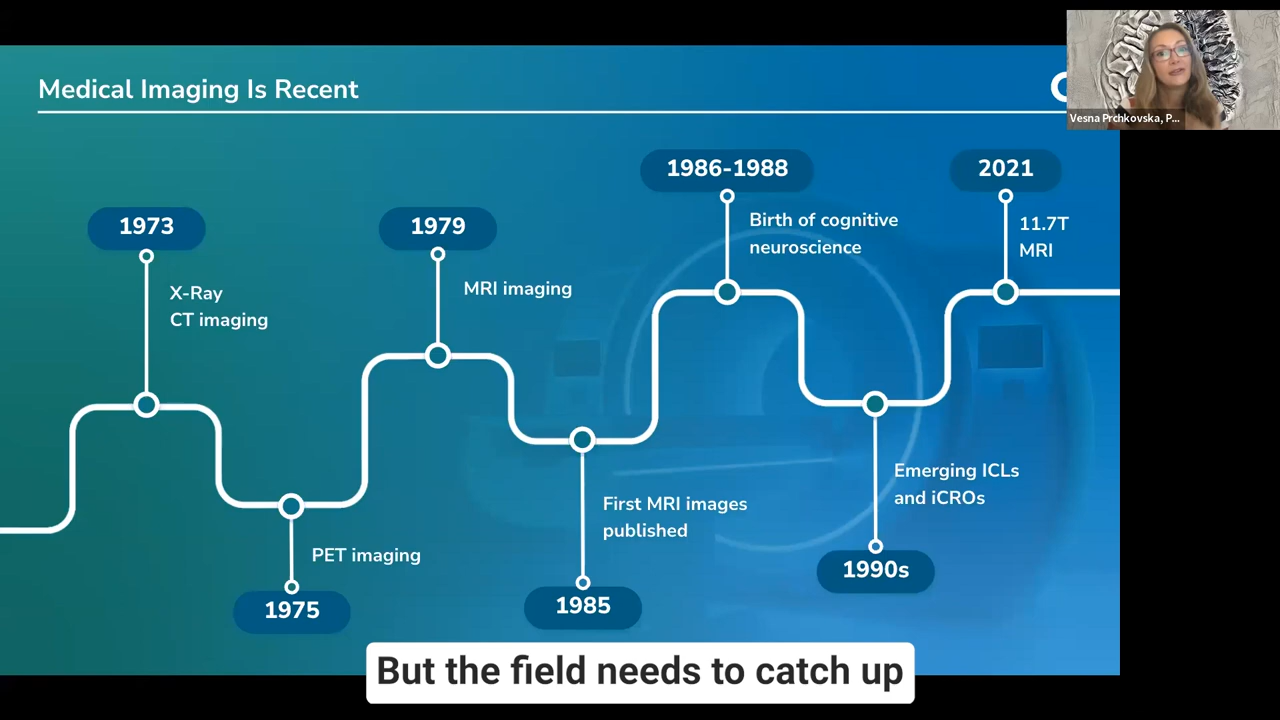 Medical Imaging Is Recent
Vesna Prchkovska, P...
1973
X-Ray
CT imaging
PET imaging
1975
1979
MRI imaging
First MRI images
published
1985
1986-1988
Birth of cognitive
neuroscience
Emerging ICLs
and iCROs
1990s
2021
11.7T
MRI
But the field needs to catch up